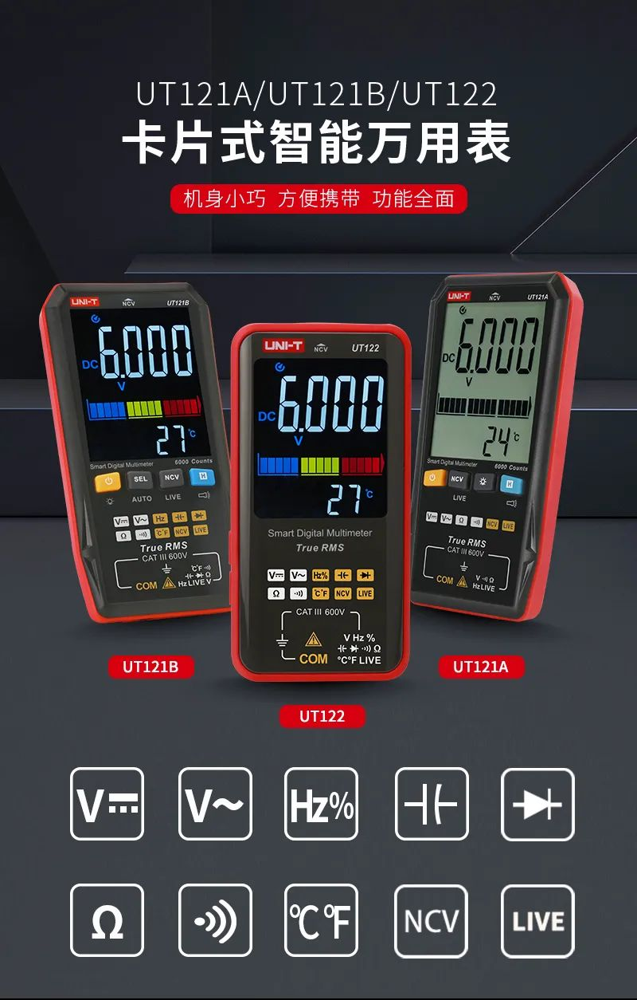 UT121A/UT121B/UT122
卡片式智能万用表
机身小巧 方便携带 功能全面
UNI-T NCV UT121B
DC 6.000
V
27 ℃
Smart Digital Multimeter 6000 Counts
SEL NCV H
AUTO LIVE
V V~ Hz
Ω ℃℉ NCV LIVE
True RMS
CAT III 600V
℃℉
Ω
COM Hz LIVE V
UNI-T NCV UT122
DC 6.000
V
27 ℃
Smart Digital Multimeter
True RMS
V V~ Hz%
Ω ℃℉ NCV LIVE
CAT III 600V
V Hz %
Ω
COM ℃℉ LIVE
UNI-T NCV UT121A
DC 6.000
V
24 ℃
Smart Digital Multimeter 6000 Counts
NCV H
LIVE
V V~ Ω NCV LIVE
True RMS
CAT III 600V
V Ω
COM Hz LIVE
UT121B
UT122
UT121A
V V~ Hz%
Ω ℃℉ NCV LIVE